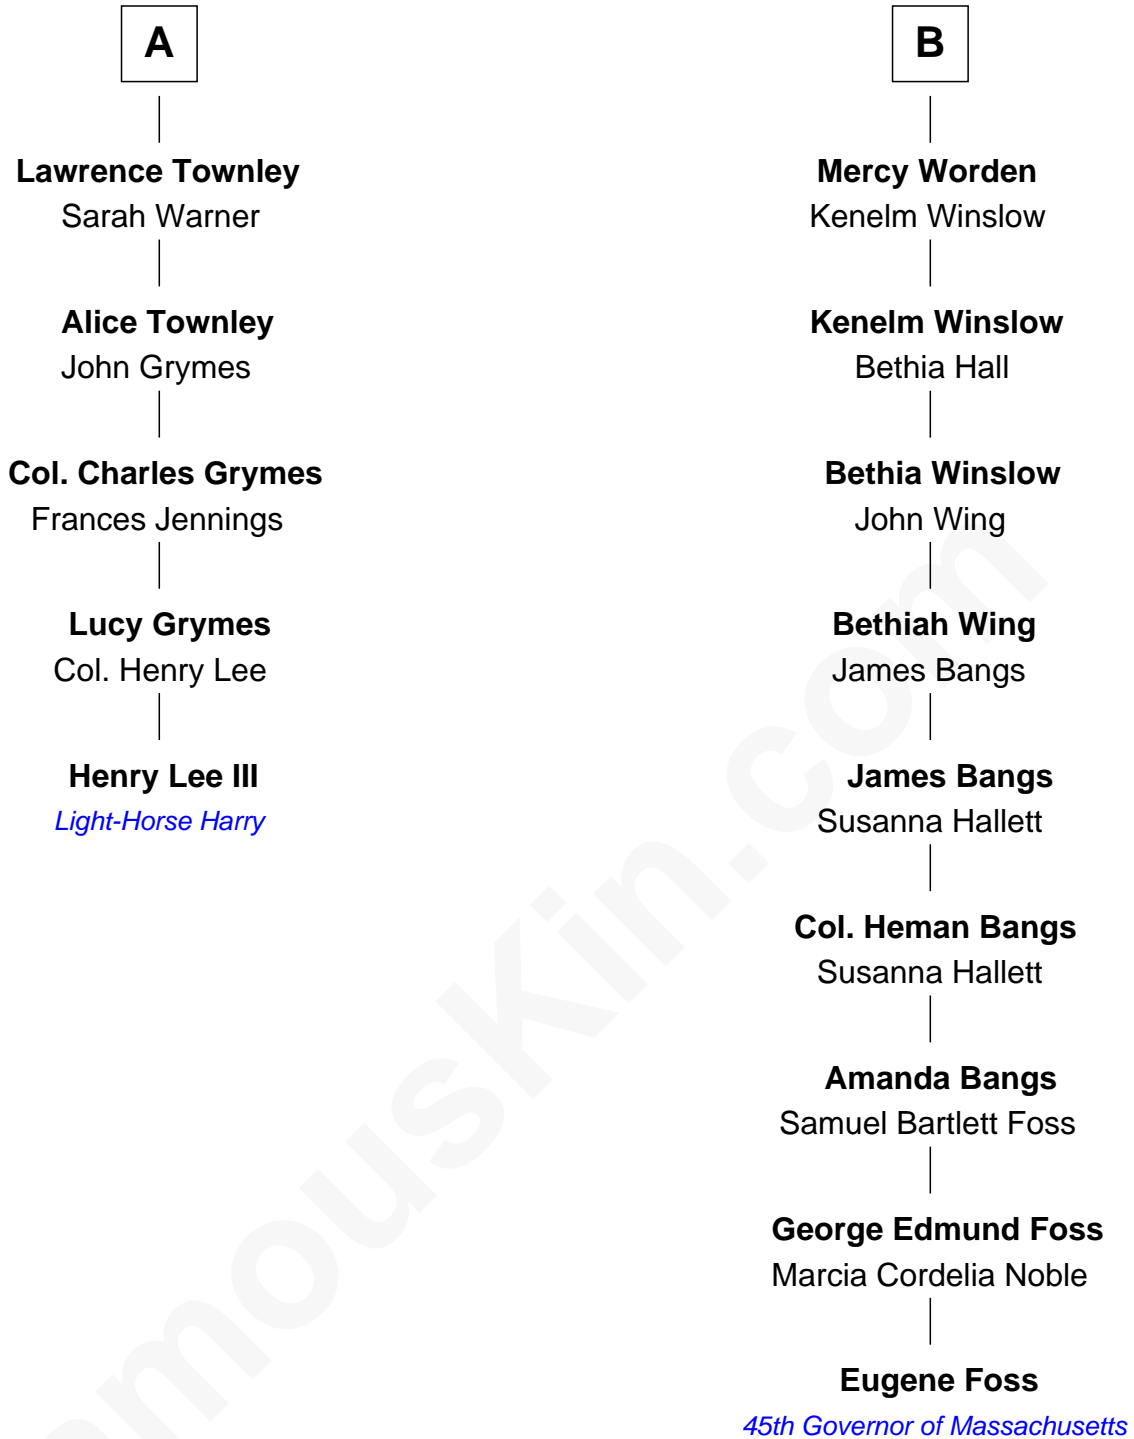 A
Lawrence Townley
Sarah Warner
Alice Townley
John Grymes
Col. Charles Grymes
Frances Jennings
Lucy Grymes
Col. Henry Lee
Henry Lee III
Light-Horse Harry
B
Mercy Worden
Kenelm Winslow
Kenelm Winslow
Bethia Hall
Bethia Winslow
John Wing
Bethiah Wing
James Bangs
James Bangs
Susanna Hallett
Col. Heman Bangs
Susanna Hallett
Amanda Bangs
Samuel Bartlett Foss
George Edmund Foss
Marcia Cordelia Noble
Eugene Foss
45th Governor of Massachusetts
amouskin.com